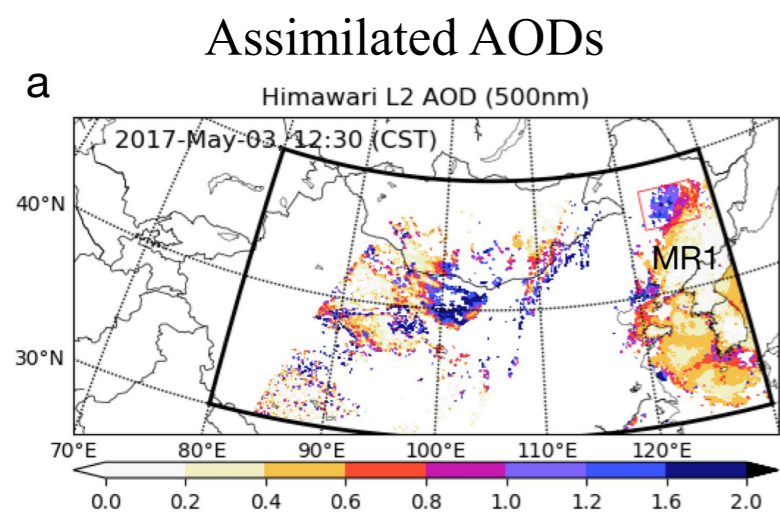 Assimilated AODs
a
Himawari L2 AOD (500nm)
2017-May-03, 12:30 (CST)
40°N
MR1
30°N
70°E 80°E 90°E 100°E 110°E 120°E
0.0 0.2 0.4 0.6 0.8 1.0 1.2 1.6 2.0